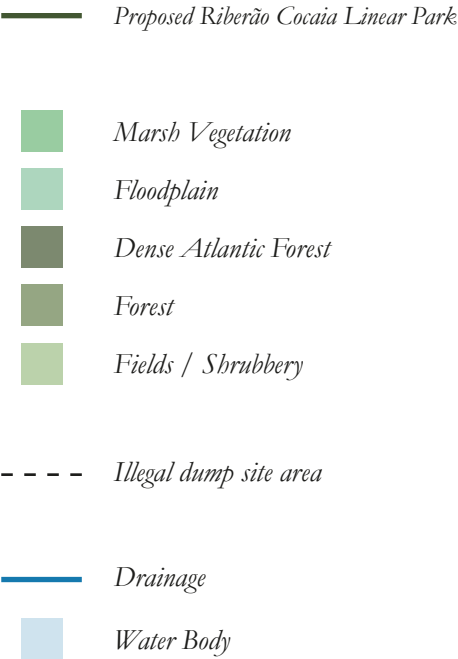 Proposed Riberão Cocaia Linear Park
Marsh Vegetation
Floodplain
Dense Atlantic Forest
Forest
Fields / Shrubbery
Illegal dump site area
Drainage
Water Body